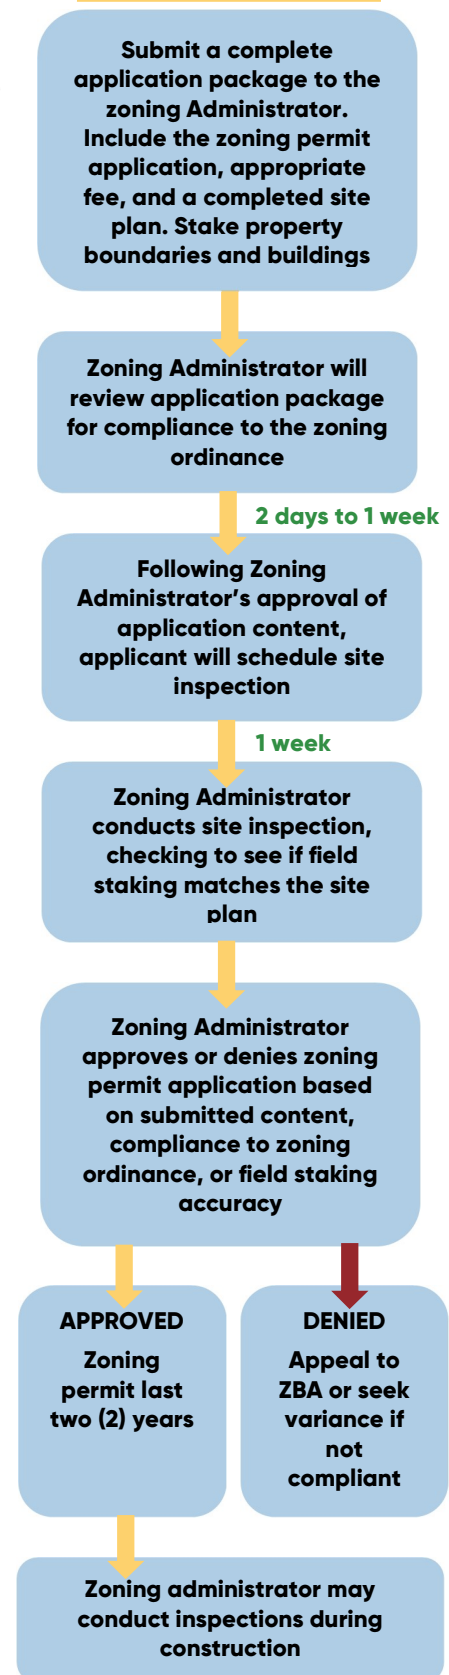 Submit a complete
application package to the
zoning Administrator.
Include the zoning permit
application, appropriate
fee, and a completed site
plan. Stake property
boundaries and buildings
Zoning Administrator will
review application package
for compliance to the zoning
ordinance
2 days to 1 week
Following Zoning
Administrator’s approval of
application content,
applicant will schedule site
inspection
1 week
Zoning Administrator
conducts site inspection,
checking to see if field
staking matches the site
plan
Zoning Administrator
approves or denies zoning
permit application based
on submitted content,
compliance to zoning
ordinance, or field staking
accuracy
APPROVED
Zoning
permit last
two (2) years
DENIED
Appeal to
ZBA or seek
variance if
not
compliant
Zoning administrator may
conduct inspections during
construction